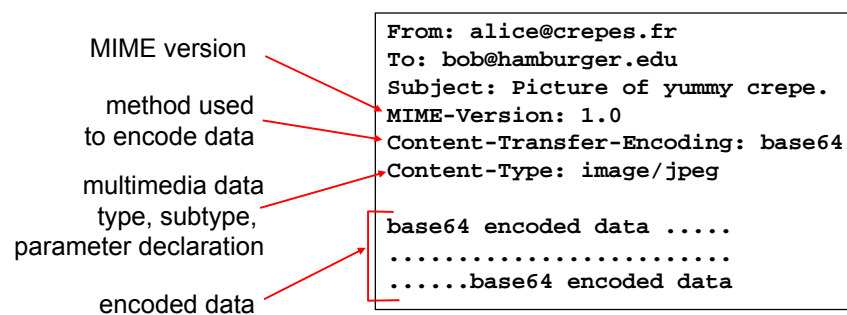 MIME version
method used
to encode data
multimedia data
type, subtype,
parameter declaration
encoded data
From: alice@crepes.fr
To: bob@hamburger.edu
Subject: Picture of yummy crepe.
MIME-Version: 1.0
Content-Transfer-Encoding: base64
Content-Type: image/jpeg
base64 encoded data .....
.........................
......base64 encoded data